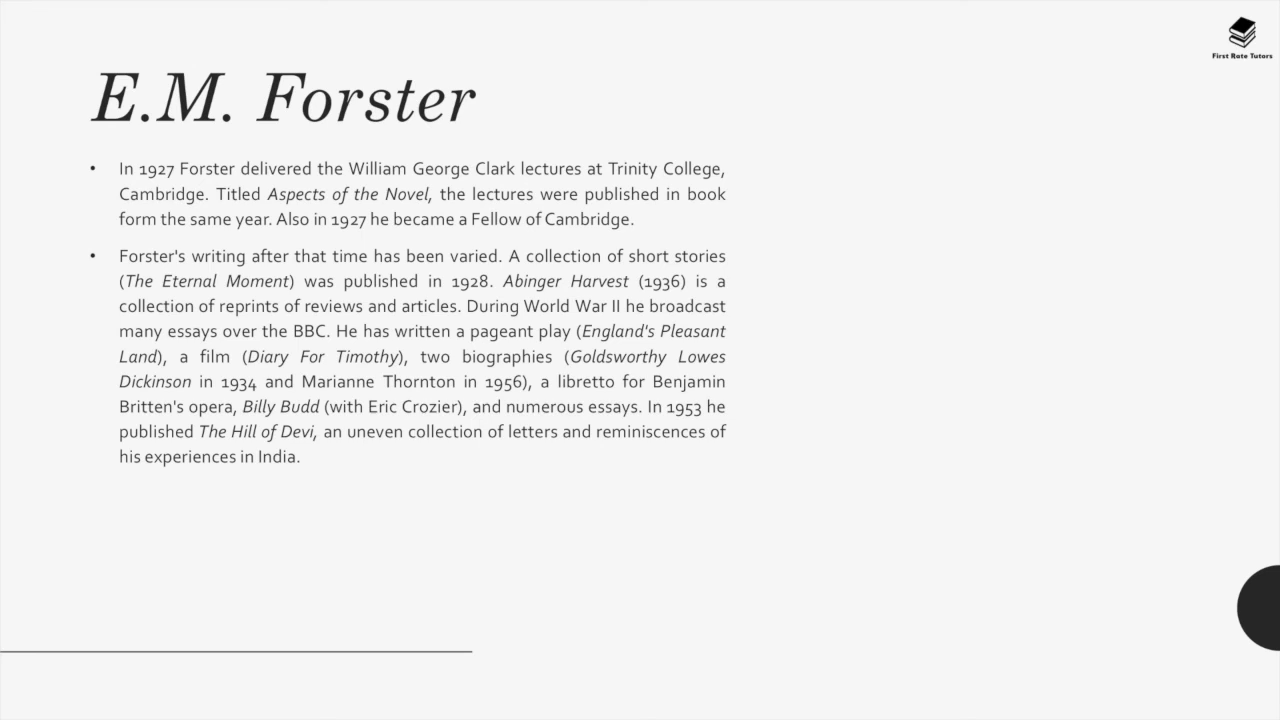 First Rate Tutors
E.M. Forster
• In 1927 Forster delivered the William George Clark lectures at Trinity College,
Cambridge. Titled Aspects of the Novel, the lectures were published in book
form the same year. Also in 1927 he became a Fellow of Cambridge.
• Forster's writing after that time has been varied. A collection of short stories
(The Eternal Moment) was published in 1928. Abinger Harvest (1936) is a
collection of reprints of reviews and articles. During World War II he broadcast
many essays over the BBC. He has written a pageant play (England's Pleasant
Land), a film (Diary For Timothy), two biographies (Goldsworthy Lowes
Dickinson in 1934 and Marianne Thornton in 1956), a libretto for Benjamin
Britten's opera, Billy Budd (with Eric Crozier), and numerous essays. In 1953 he
published The Hill of Devi, an uneven collection of letters and reminiscences of
his experiences in India.